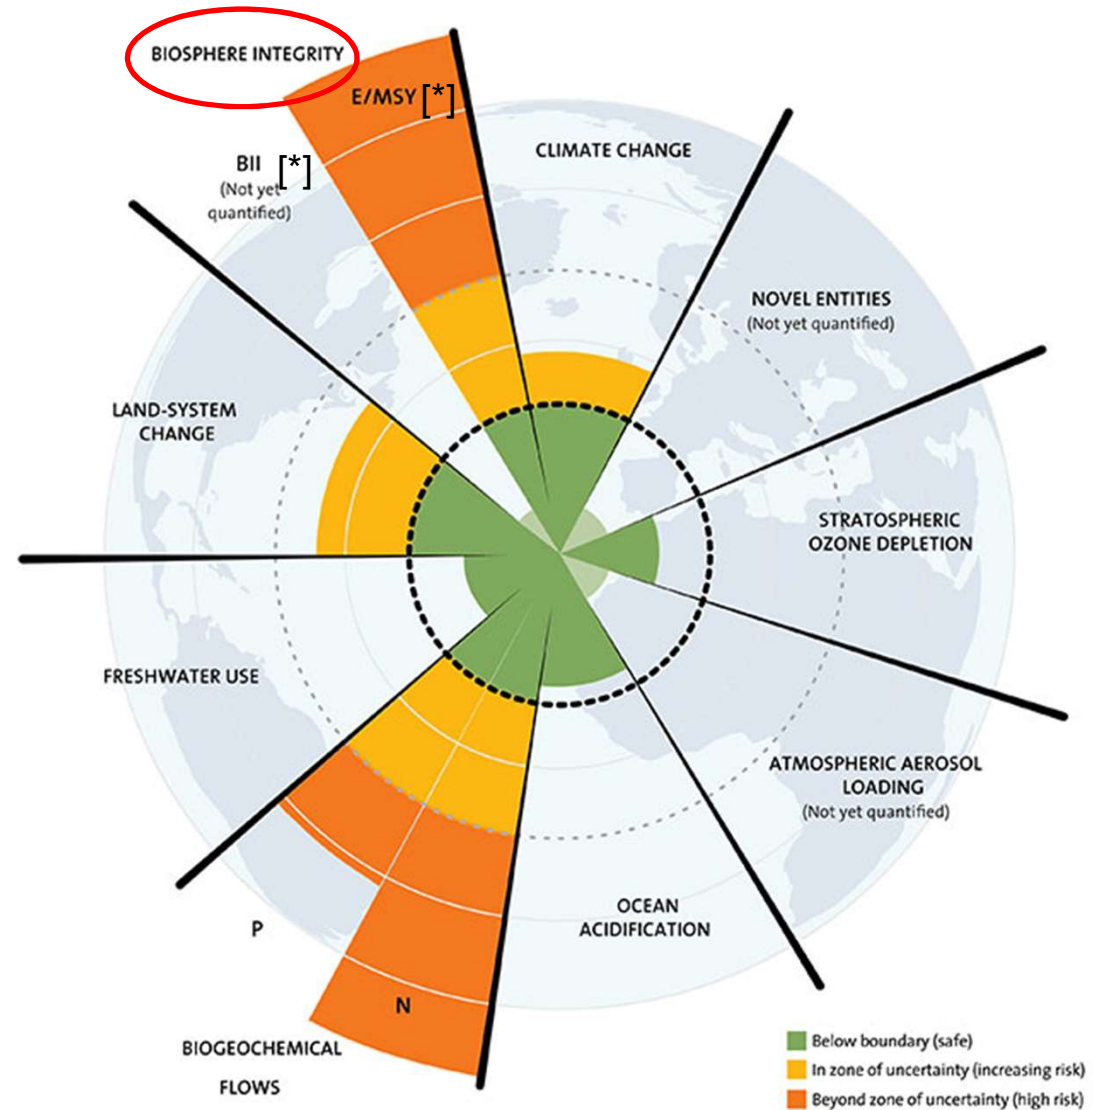 BIOSPHERE INTEGRITY
E/MSY [*]
BII [*]
(Not yet
quantified)
CLIMATE CHANGE
NOVEL ENTITIES
(Not yet quantified)
LAND-SYSTEM
CHANGE
STRATOSPHERIC
OZONE DEPLETION
FRESHWATER USE
ATMOSPHERIC AEROSOL
LOADING
(Not yet quantified)
OCEAN
ACIDIFICATION
P
N
BIOGEOCHEMICAL
FLOWS
Below boundary (safe)
In zone of uncertainty (increasing risk)
Beyond zone of uncertainty (high risk)